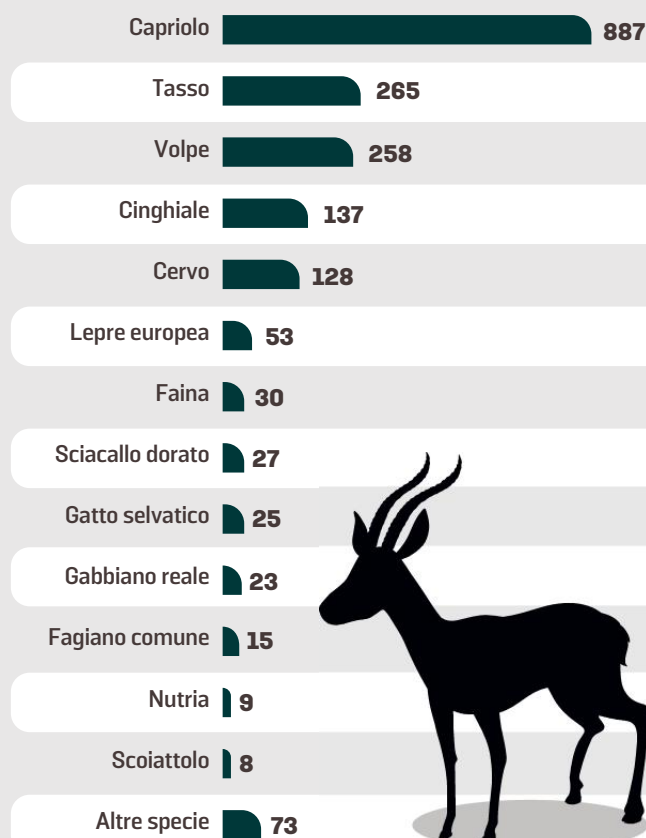 Capriolo 887
Tasso 265
Volpe 258
Cinghiale 137
Cervo 128
Lepre europea 53
Faina 30
Sciacallo dorato 27
Gatto selvatico 25
Gabbiano reale 23
Fagiano comune 15
Nutria 9
Scoiattolo 8
Altre specie 73